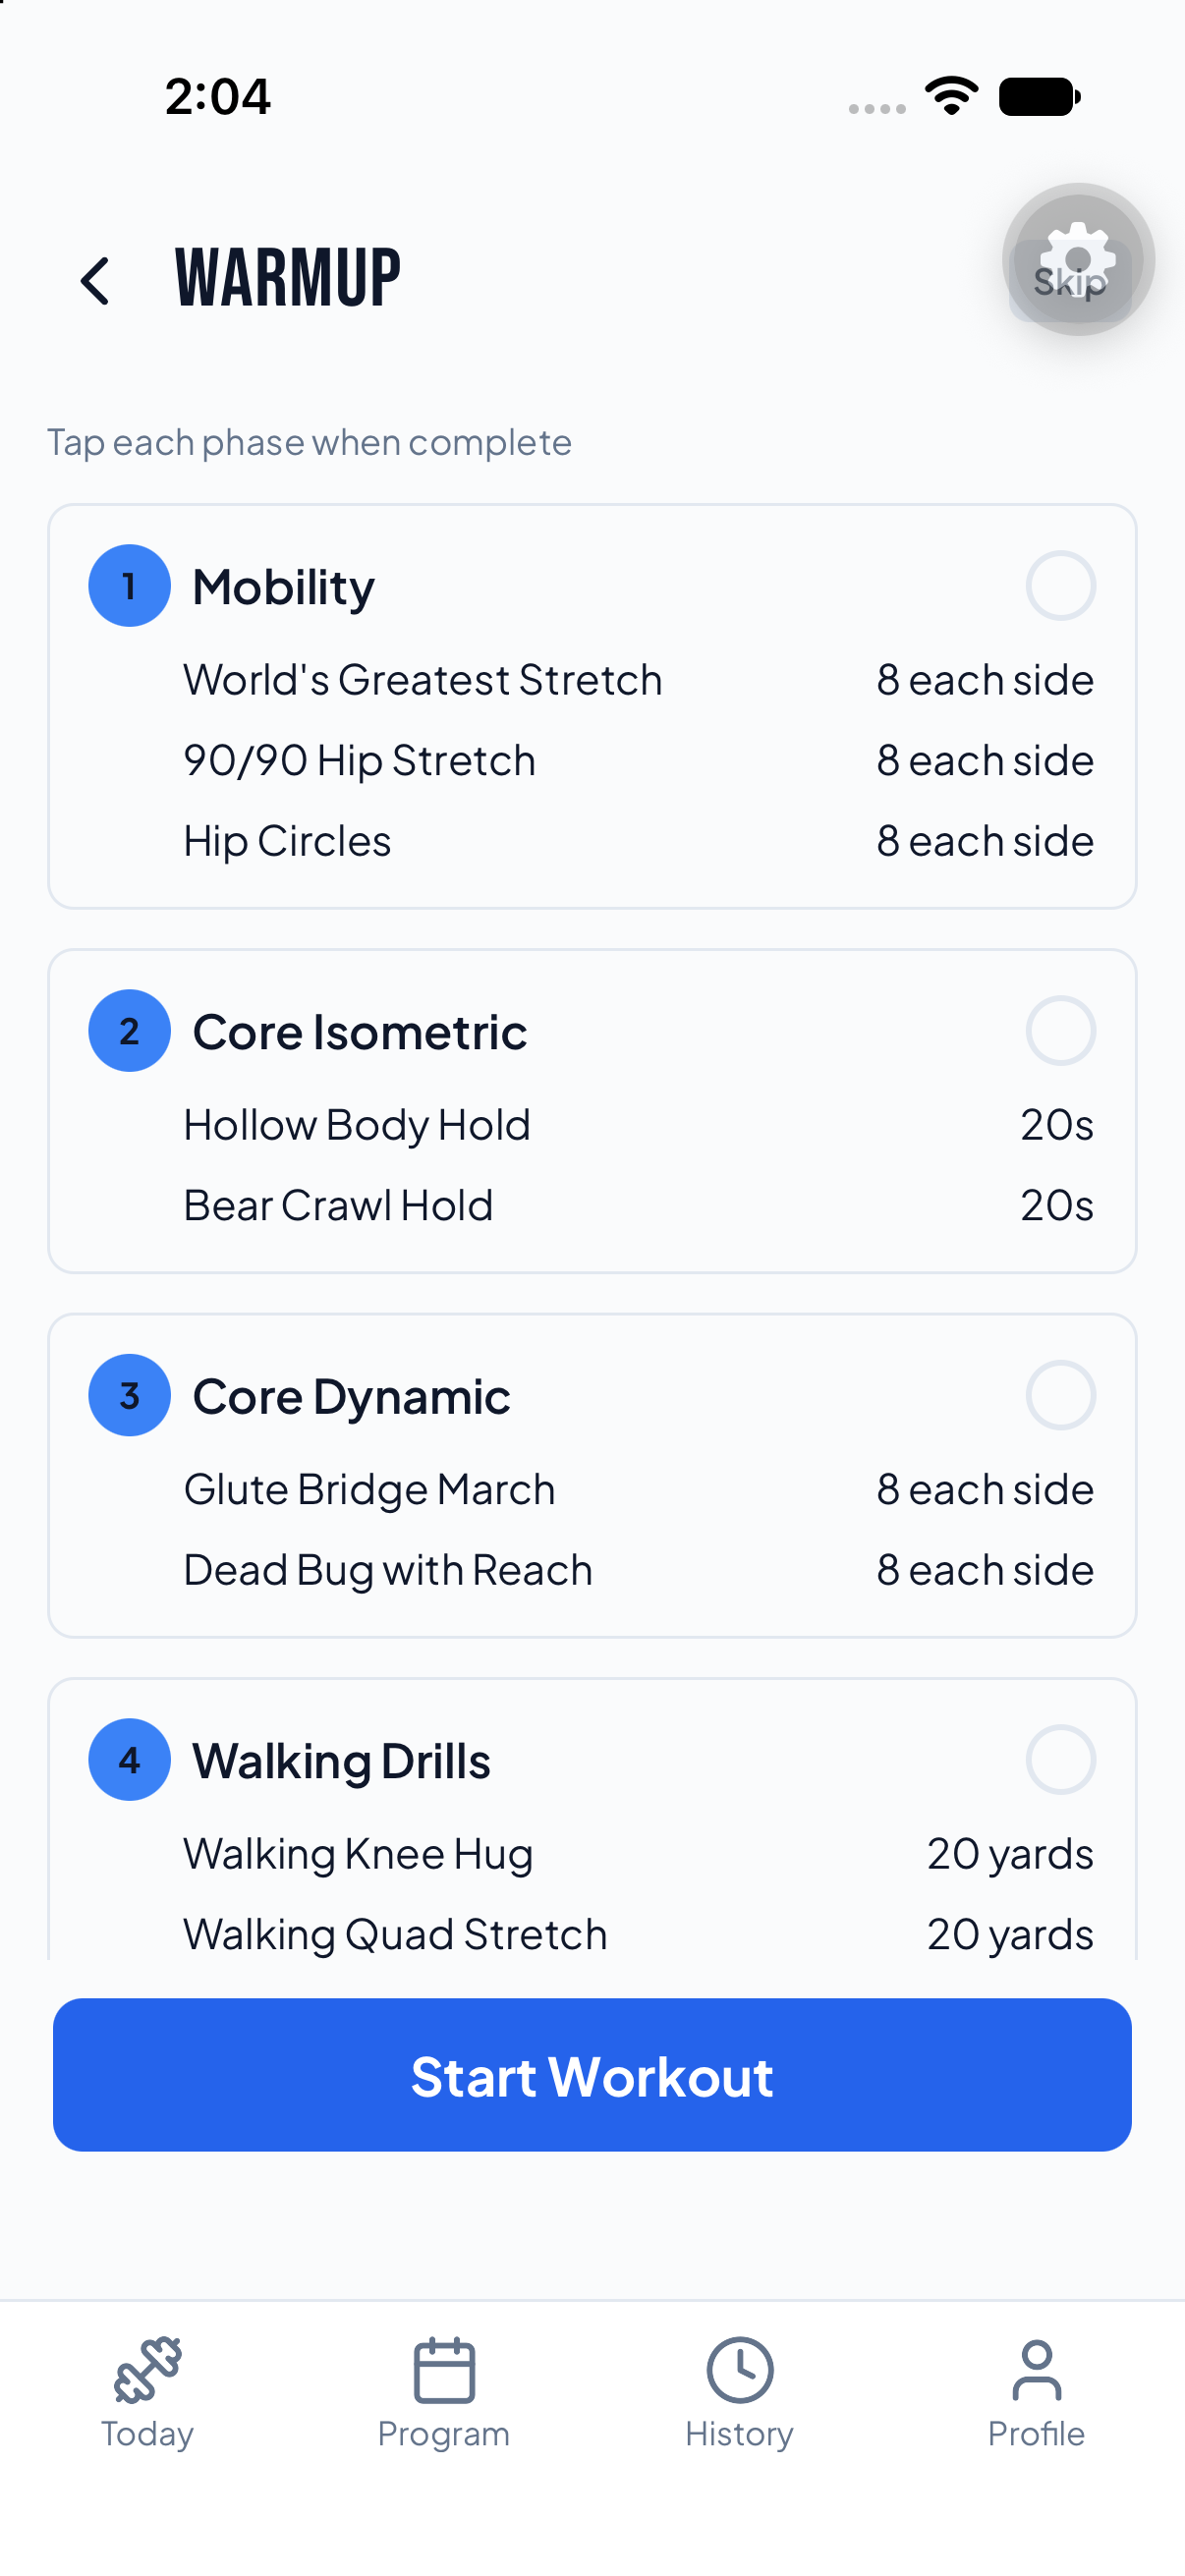 2:04
WARMUP
Skip
Tap each phase when complete
1 Mobility
World's Greatest Stretch 8 each side
90/90 Hip Stretch 8 each side
Hip Circles 8 each side
2 Core Isometric
Hollow Body Hold 20s
Bear Crawl Hold 20s
3 Core Dynamic
Glute Bridge March 8 each side
Dead Bug with Reach 8 each side
4 Walking Drills
Walking Knee Hug 20 yards
Walking Quad Stretch 20 yards
Start Workout
Today Program History Profile